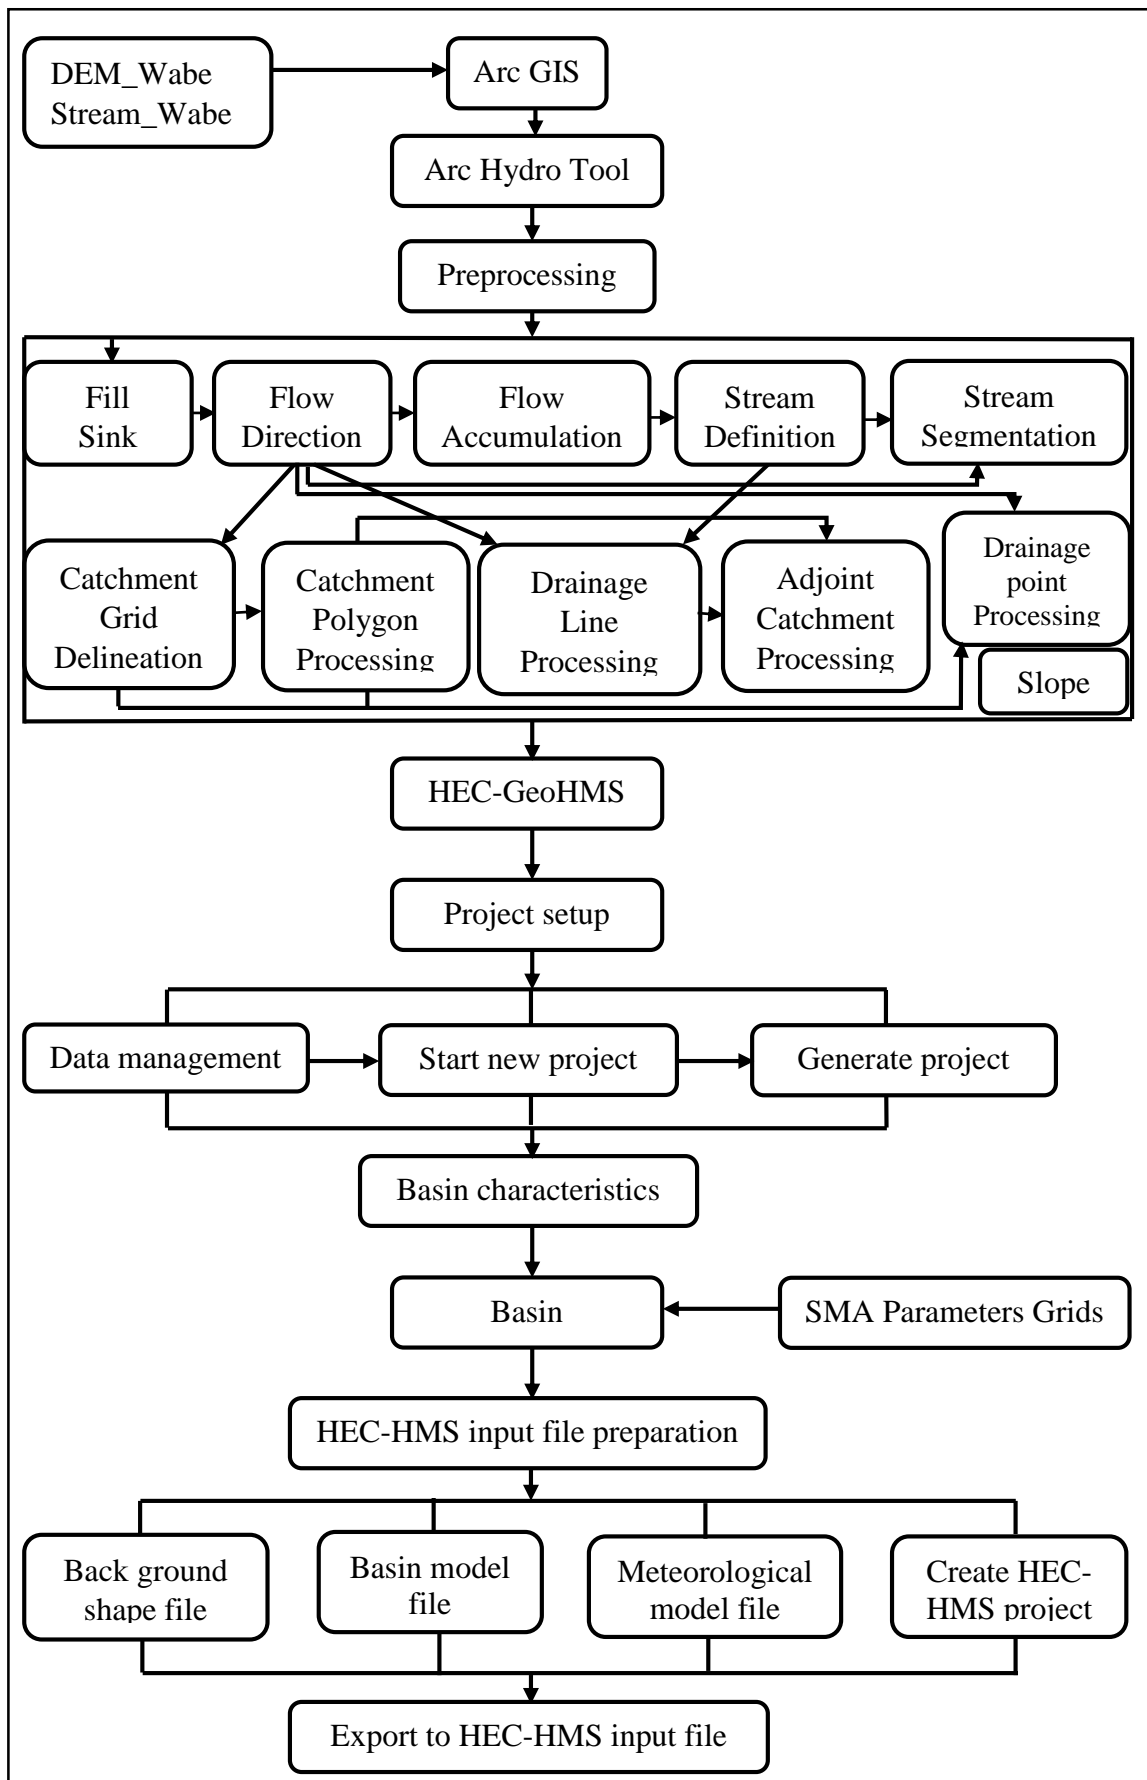 DEM_Wabe
Stream_Wabe
Arc GIS
Arc Hydro Tool
Preprocessing
Fill
Sink
Flow
Direction
Flow
Accumulation
Stream
Definition
Stream
Segmentation
Catchment
Grid
Delineation
Catchment
Polygon
Processing
Drainage
Line
Processing
Adjoint
Catchment
Processing
Drainage
point
Processing
Slope
HEC-GeoHMS
Project setup
Data management
Start new project
Generate project
Basin characteristics
Basin
SMA Parameters Grids
HEC-HMS input file preparation
Back ground
shape file
Basin model
file
Meteorological
model file
Create HEC-
HMS project
Export to HEC-HMS input file